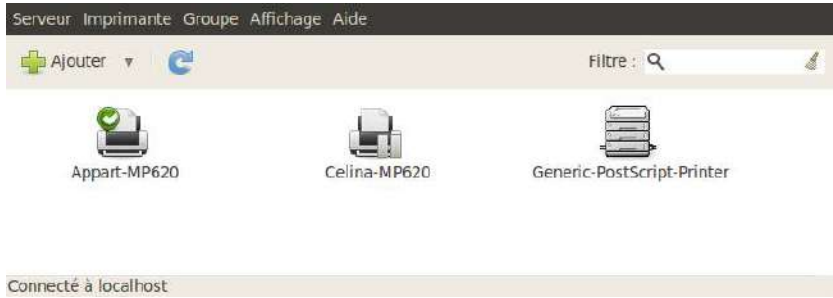 Serveur Imprimante Groupe Affichage Aide
Ajouter Filtre :
Appart-MP620 Celina-MP620 Generic-PostScript-Printer
Connecté à localhost